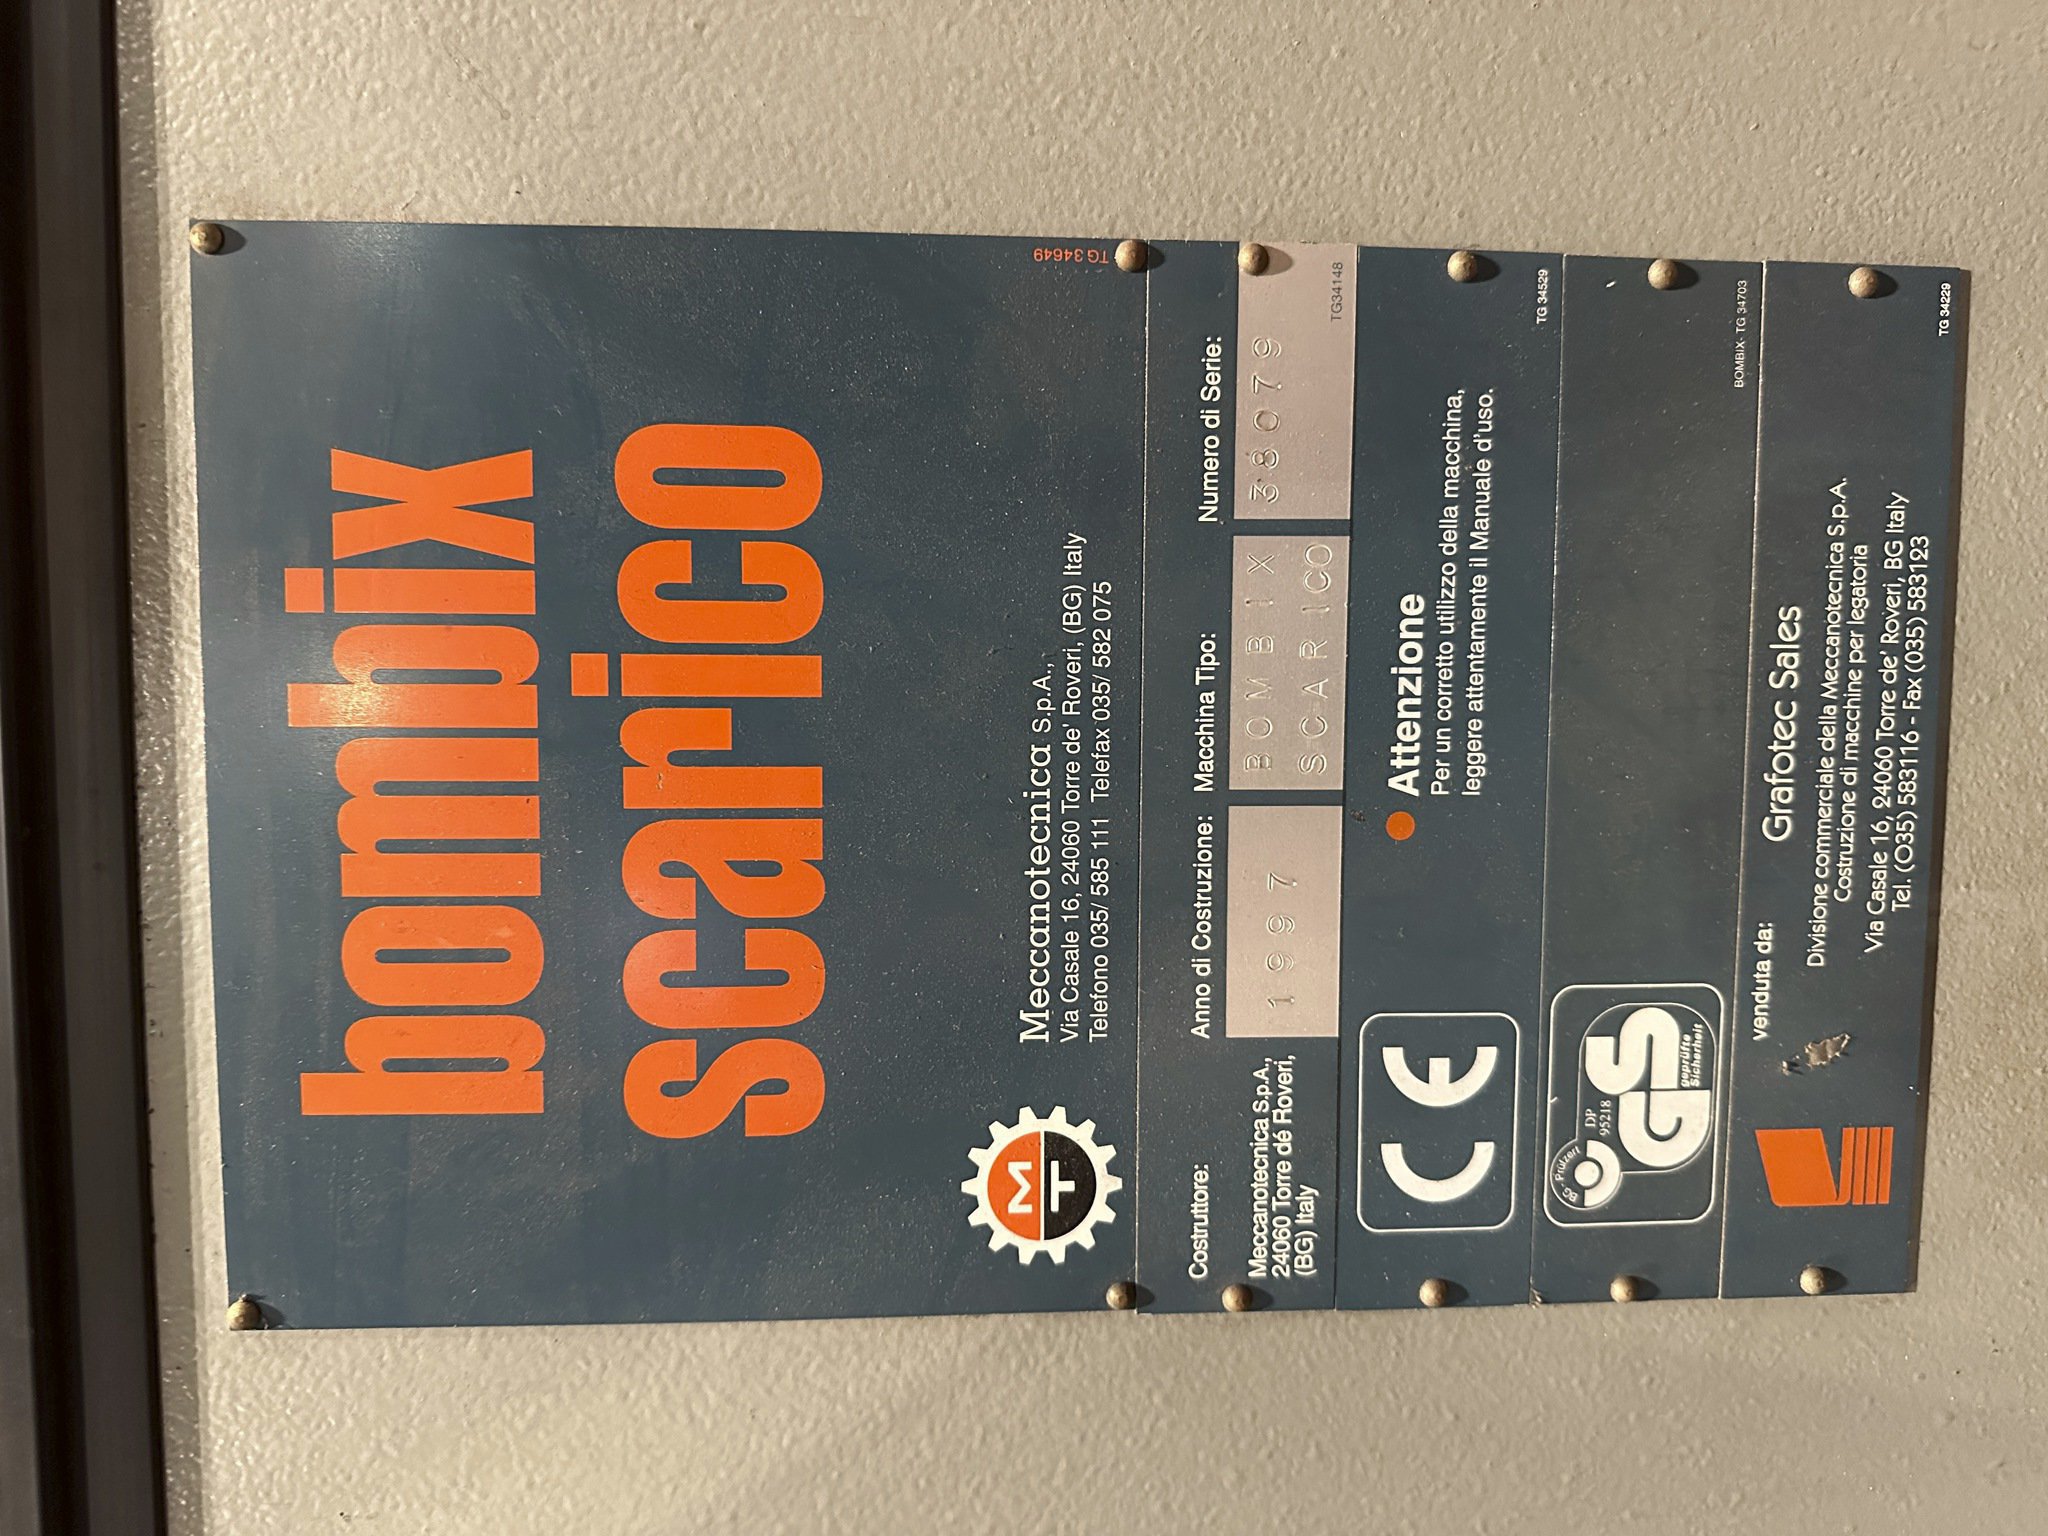 TG 34649
bombix
scarico
M
T
Meccanotecnica S.p.A.,
Via Casale 16, 24060 Torre de' Roveri, (BG) Italy
Telefono 035/ 585 111 Telefax 035/ 582 075
Costruttore:
Meccanotecnica S.p.A.,
24060 Torre dé Roveri,
(BG) Italy
Anno di Costruzione:
1997
Macchina Tipo:
BOMBIX
SCARICO
Numero di Serie:
38079
TG34148
CE
Attenzione
Per un corretto utilizzo della macchina,
leggere attentamente il Manuale d'uso.
TG 34529
BG - Prüfzert
DP
95218
GS
geprüfte
Sicherheit
BOMBIX- TG 34703
venduta da:
Grafotec Sales
Divisione commerciale della Meccanotecnica S.p.A.
Costruzione di macchine per legatoria
Via Casale 16, 24060 Torre de' Roveri, BG Italy
Tel. (O35) 583116 - Fax (035) 583123
TG 34229